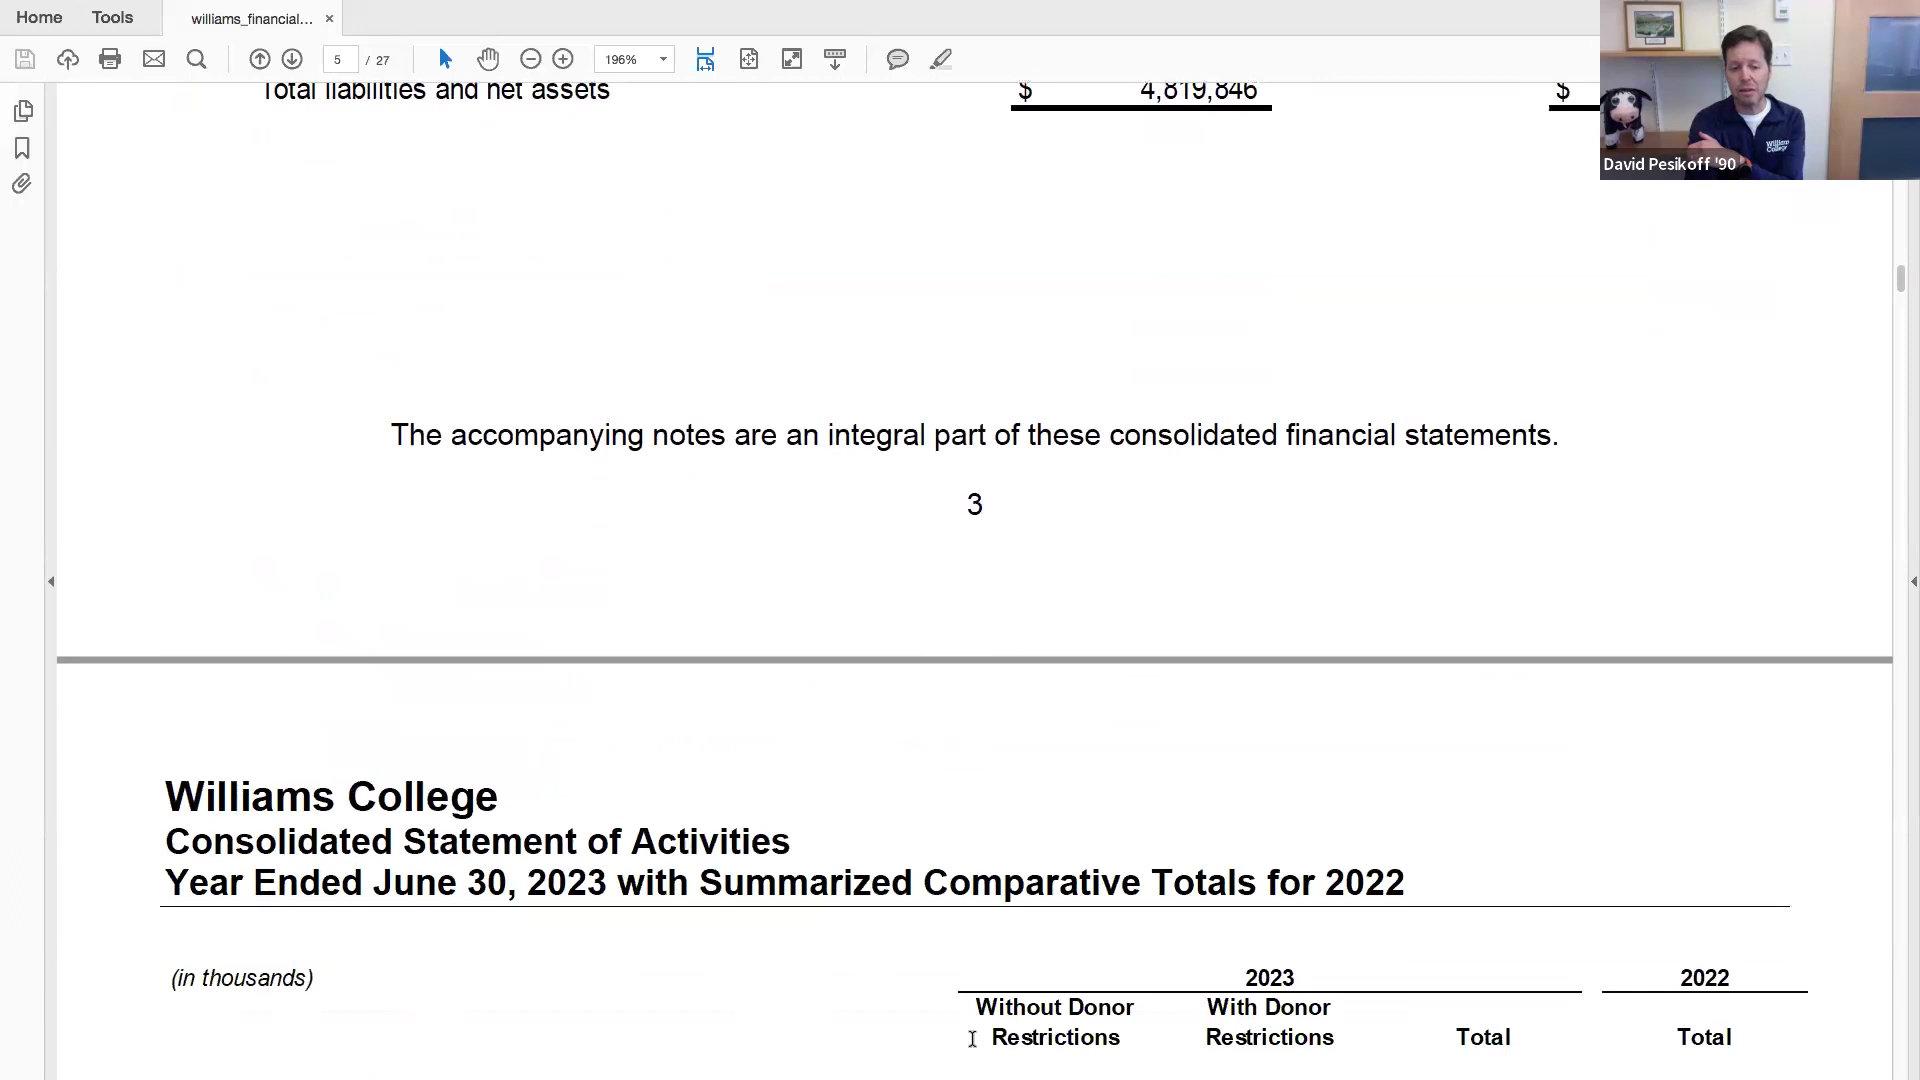 Home Tools williams_financial... ×
5 / 27 196%
Total liabilities and net assets $ 4,819,846 $
William
College
David Pesikoff '90
The accompanying notes are an integral part of these consolidated financial statements.
3
Williams College
Consolidated Statement of Activities
Year Ended June 30, 2023 with Summarized Comparative Totals for 2022
(in thousands) 2023 2022
Without Donor With Donor
Restrictions Restrictions Total Total